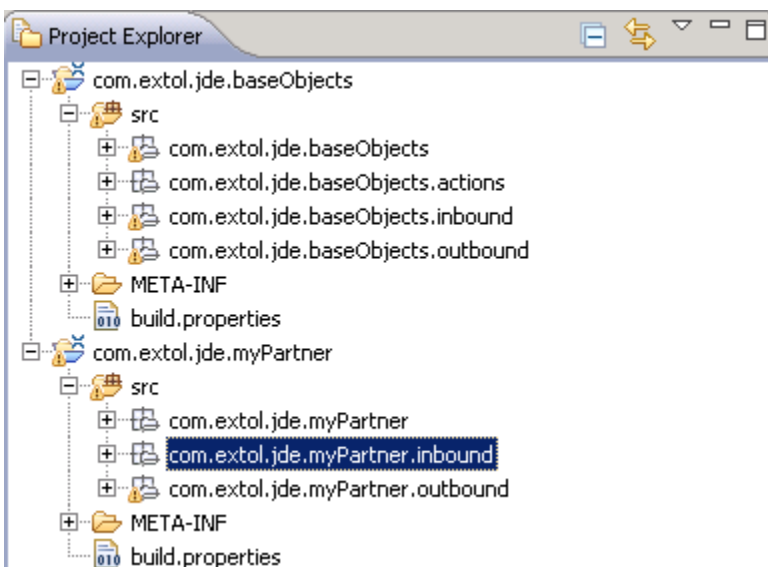 Project Explorer
com.extol.jde.baseObjects
src
com.extol.jde.baseObjects
com.extol.jde.baseObjects.actions
com.extol.jde.baseObjects.inbound
com.extol.jde.baseObjects.outbound
META-INF
010 build.properties
com.extol.jde.myPartner
src
com.extol.jde.myPartner
com.extol.jde.myPartner.inbound
com.extol.jde.myPartner.outbound
META-INF
010 build.properties